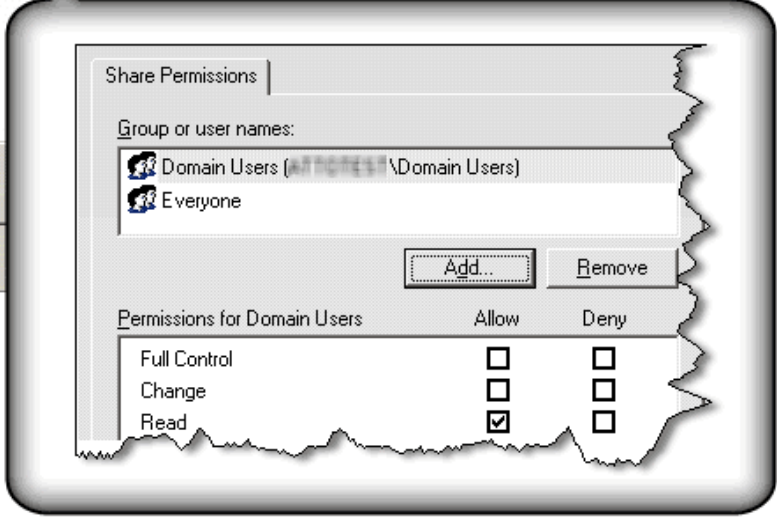 Share Permissions
Group or user names:
Domain Users ( \Domain Users)
Everyone
Add... Remove
Permissions for Domain Users Allow Deny
Full Control
Change
Read